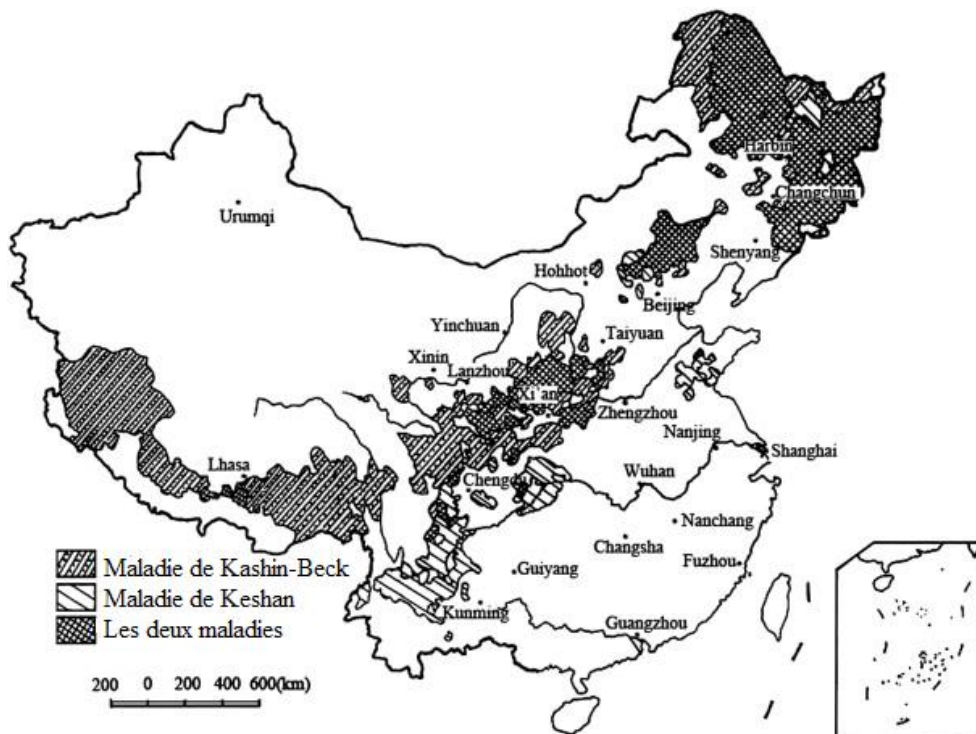 Harbin
Changchun
Urumqi
Shenyang
Hohhot
Beijing
Yinchuan
Taiyuan
Xinin
Lanzhou
Xi'an
Zhengzhou
Nanjing
Shanghai
Lhasa
Chengdu
Wuhan
Nanchang
Changsha
Fuzhou
Guiyang
Kunming
Guangzhou
Maladie de Kashin-Beck
Maladie de Keshan
Les deux maladies
200 0 200 400 600(km)